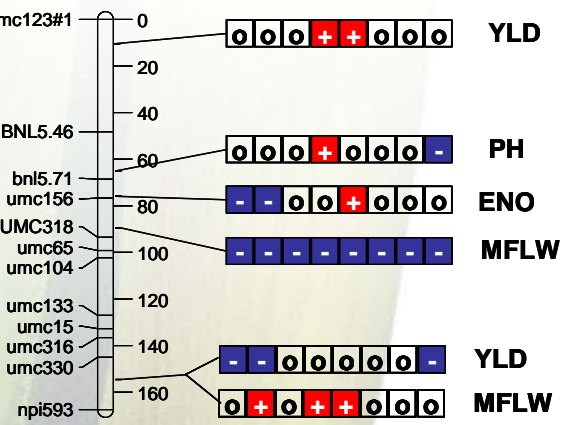 mc123#1 0 o o o + + o o o YLD
20
40
BNL5.46
60 o o o + o o o - PH
bnl5.71
umc156 80 - - o o + o o o ENO
UMC318
umc65 100 - - - - - - - - MFLW
umc104
120
umc133
umc15
umc316 140 - - o o o o o - YLD
umc330
160 o + o + + o o o MFLW
npi593